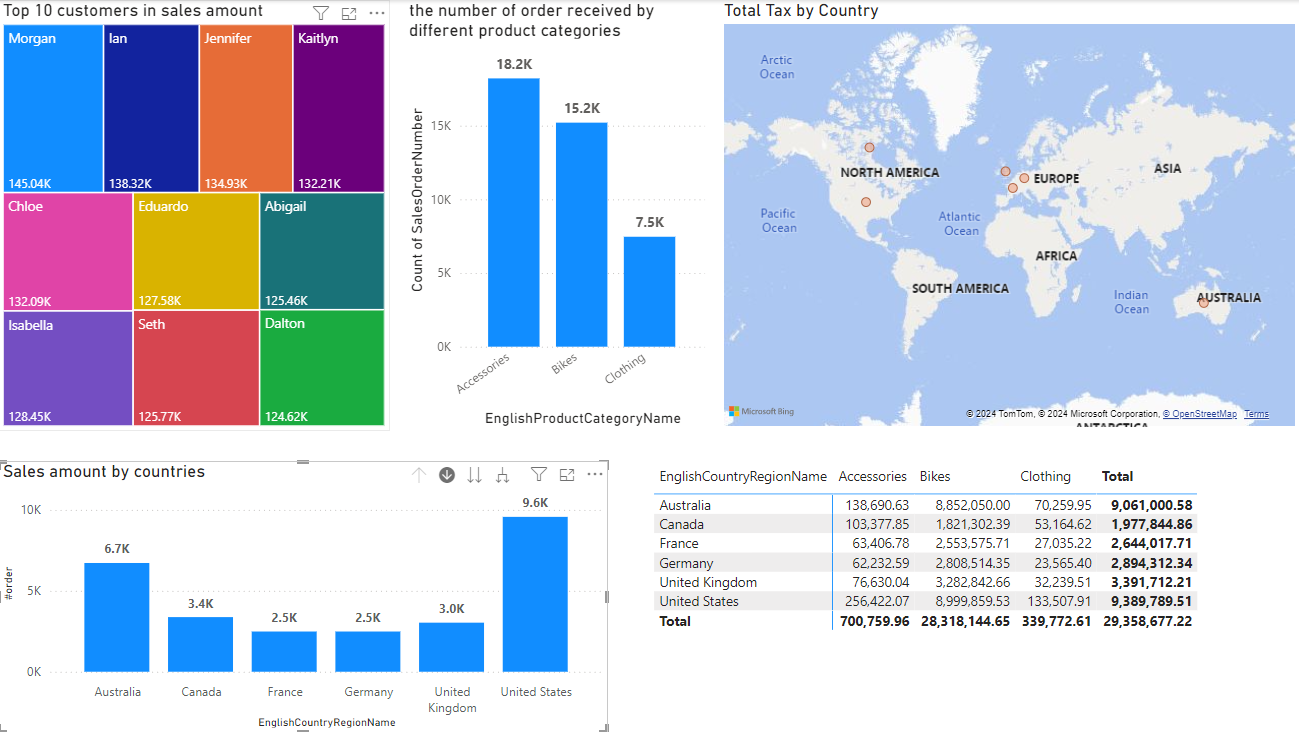 Top 10 customers in sales amount
Morgan
145.04K
Ian
138.32K
Jennifer
134.93K
Kaitlyn
132.21K
Chloe
132.09K
Eduardo
127.58K
Abigail
125.46K
Isabella
128.45K
Seth
125.77K
Dalton
124.62K
the number of order received by
different product categories
Count of SalesOrderNumber
15K
10K
5K
0K
18.2K
15.2K
7.5K
Accessories
Bikes
Clothing
EnglishProductCategoryName
Total Tax by Country
Arctic
Ocean
NORTH AMERICA
EUROPE
ASIA
Pacific
Ocean
Atlantic
Ocean
AFRICA
SOUTH AMERICA
Indian
Ocean
AUSTRALIA
Microsoft Bing
© 2024 TomTom, © 2024 Microsoft Corporation, © OpenStreetMap Terms
ANTARCTICA
Sales amount by countries
#order
10K
5K
0K
6.7K
3.4K
2.5K
2.5K
3.0K
9.6K
Australia
Canada
France
Germany
United
Kingdom
United States
EnglishCountryRegionName
EnglishCountryRegionName Accessories Bikes Clothing Total
Australia 138,690.63 8,852,050.00 70,259.95 9,061,000.58
Canada 103,377.85 1,821,302.39 53,164.62 1,977,844.86
France 63,406.78 2,553,575.71 27,035.22 2,644,017.71
Germany 62,232.59 2,808,514.35 23,565.40 2,894,312.34
United Kingdom 76,630.04 3,282,842.66 32,239.51 3,391,712.21
United States 256,422.07 8,999,859.53 133,507.91 9,389,789.51
Total 700,759.96 28,318,144.65 339,772.61 29,358,677.22